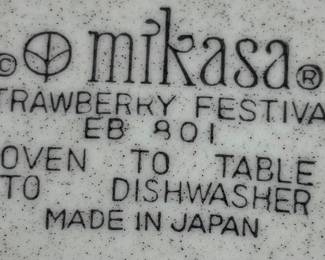 © mikasa®
TRAWBERRY FESTIVA
EB 801
OVEN TO TABLE
TO DISHWASHER
MADE IN JAPAN